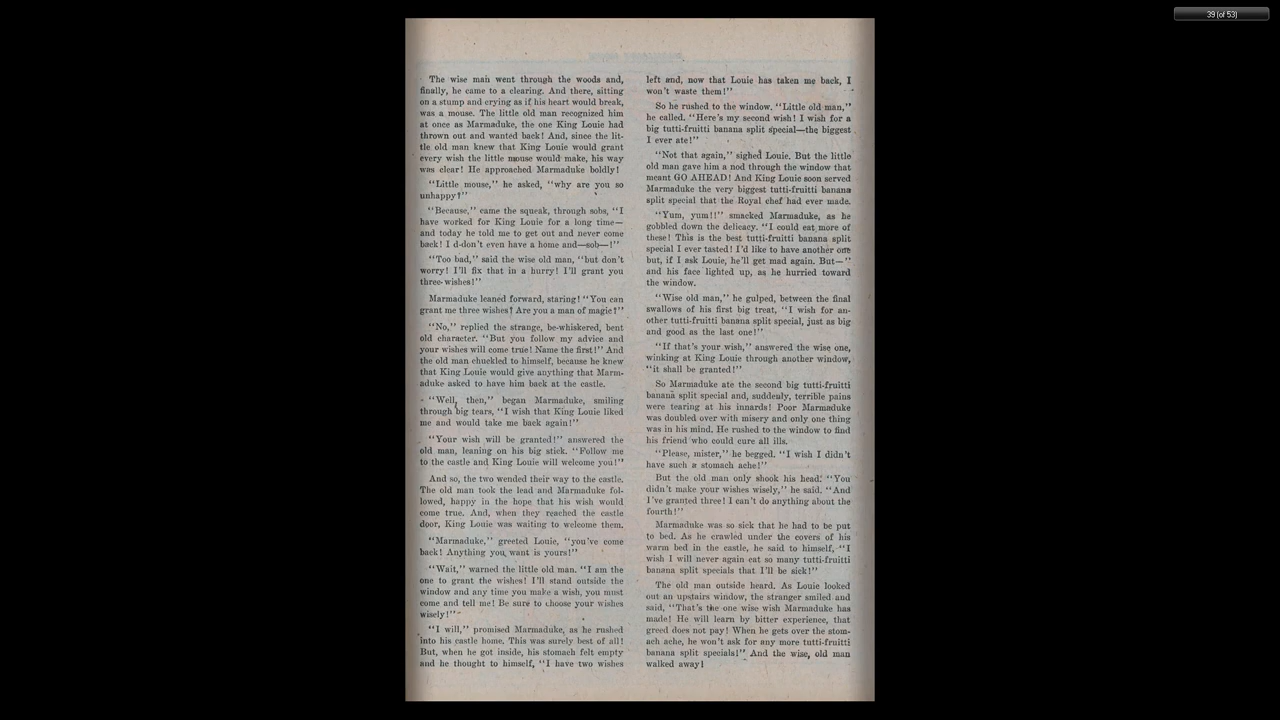 39 (of 53)
The wise man went through the woods and,
finally, he came to a clearing. And there, sitting
on a stump and crying as if his heart would break,
was a mouse. The little old man recognized him
at once as Marmaduke, the one King Louie had
thrown out and wanted back! And, since the lit-
tle old man knew that King Louie would grant
every wish the little mouse would make, his way
was clear! He approached Marmaduke boldly!
"Little mouse," he asked, "why are you so
unhappy?"
"Because," came the squeak, through sobs, "I
have worked for King Louie for a long time—
and today he told me to get out and never come
back! I d-don't even have a home and—sob—!"
"Too bad," said the wise old man, "but don't
worry! I'll fix that in a hurry! I'll grant you
three wishes!"
Marmaduke leaned forward, staring! "You can
grant me three wishes? Are you a man of magic?"
"No," replied the strange, be-whiskered, bent
old character. "But you follow my advice and
your wishes will come true! Name the first!" And
the old man chuckled to himself, because he knew
that King Louie would give anything that Marm-
aduke asked to have him back at the castle.
"Well, then," began Marmaduke, smiling
through big tears, "I wish that King Louie liked
me and would take me back again!"
"Your wish will be granted!" answered the
old man, leaning on his big stick. "Follow me
to the castle and King Louie will welcome you!"
And so, the two wended their way to the castle.
The old man took the lead and Marmaduke fol-
lowed, happy in the hope that his wish would
come true. And, when they reached the castle
door, King Louie was waiting to welcome them.
"Marmaduke," greeted Louie, "you've come
back! Anything you want is yours!"
"Wait," warned the little old man. "I am the
one to grant the wishes! I'll stand outside the
window and any time you make a wish, you must
come and tell me! Be sure to choose your wishes
wisely!"
"I will," promised Marmaduke, as he rushed
into his castle home. This was surely best of all!
But, when he got inside, his stomach felt empty
and he thought to himself, "I have two wishes
left and, now that Louie has taken me back, I
won't waste them!"
So he rushed to the window. "Little old man,"
he called. "Here's my second wish! I wish for a
big tutti-fruitti banana split special—the biggest
I ever ate!"
"Not that again," sighed Louie. But the little
old man gave him a nod through the window that
meant GO AHEAD! And King Louie soon served
Marmaduke the very biggest tutti-fruitti banana
split special that the Royal chef had ever made.
"Yum, yum!!" smacked Marmaduke, as he
gobbled down the delicacy. "I could eat more of
these! This is the best tutti-fruitti banana split
special I ever tasted! I'd like to have another one
but, if I ask Louie, he'll get mad again. But—"
and his face lighted up, as he hurried toward
the window.
"Wise old man," he gulped, between the final
swallows of his first big treat, "I wish for an-
other tutti-fruitti banana split special, just as big
and good as the last one!"
"If that's your wish," answered the wise one,
winking at King Louie through another window,
"it shall be granted!"
So Marmaduke ate the second big tutti-fruitti
banana split special and, suddenly, terrible pains
were tearing at his innards! Poor Marmaduke
was doubled over with misery and only one thing
was in his mind. He rushed to the window to find
his friend who could cure all ills.
"Please, mister," he begged. "I wish I didn't
have such a stomach ache!"
But the old man only shook his head. "You
didn't make your wishes wisely," he said. "And
I've granted three! I can't do anything about the
fourth!"
Marmaduke was so sick that he had to be put
to bed. As he crawled under the covers of his
warm bed in the castle, he said to himself, "I
wish I will never again eat so many tutti-fruitti
banana split specials that I'll be sick!"
The old man outside heard. As Louie looked
out an upstairs window, the stranger smiled and
said, "That's the one wise wish Marmaduke has
made! He will learn by bitter experience, that
greed does not pay! When he gets over the stom-
ach ache, he won't ask for any more tutti-fruitti
banana split specials!" And the wise, old man
walked away!